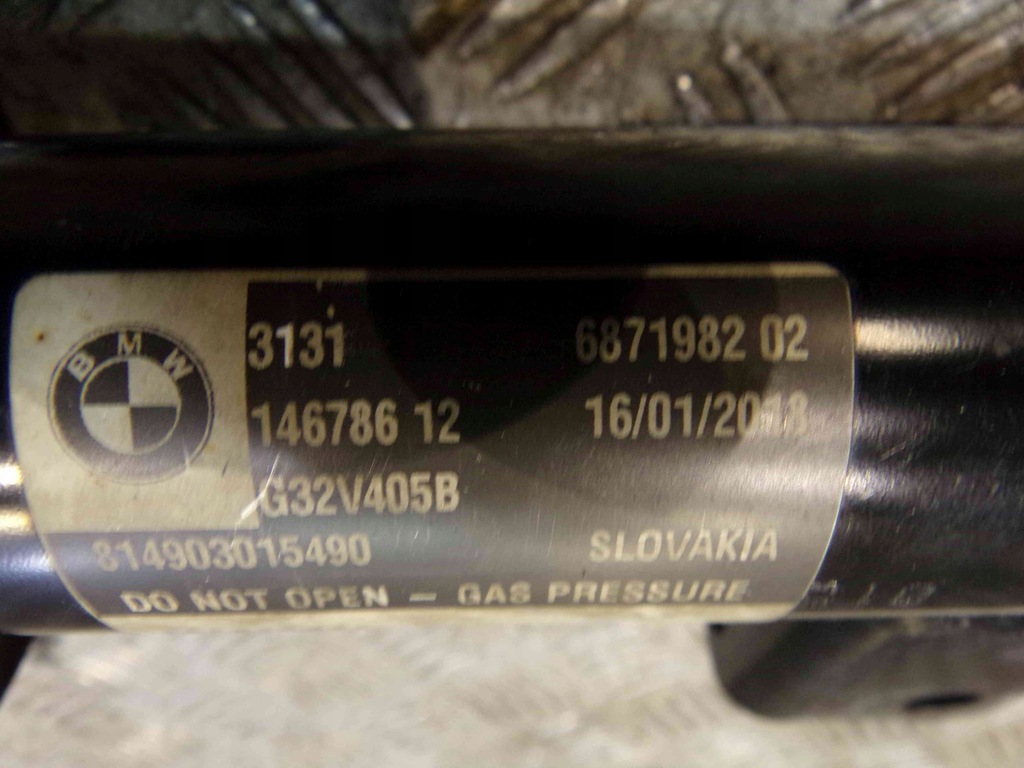 BMW
3131 6871982 02
146786 12 16/01/2018
G32V405B
814903015490 SLOVAKIA
DO NOT OPEN – GAS PRESSURE